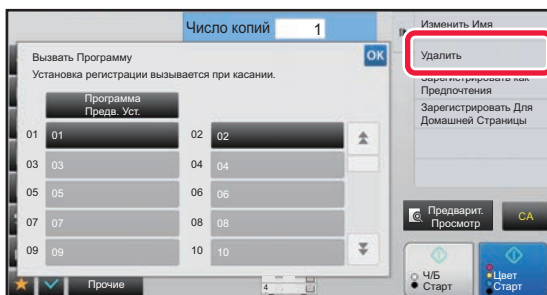 Число копий 1
Изменить Имя
Вызвать Программу
OK
Удалить
Установка регистрации вызывается при касании.
Зарегистрировать как
Предпочтения
Программа
Предв. Уст.
Зарегистрировать Для
Домашней Страницы
01 01 02 02
03 03 04 04
05 05 06 06
07 07 08 08
Предварит.
Просмотр
CA
09 09 10 10
Ч/Б
Старт
Цвет
Старт
Прочие
4